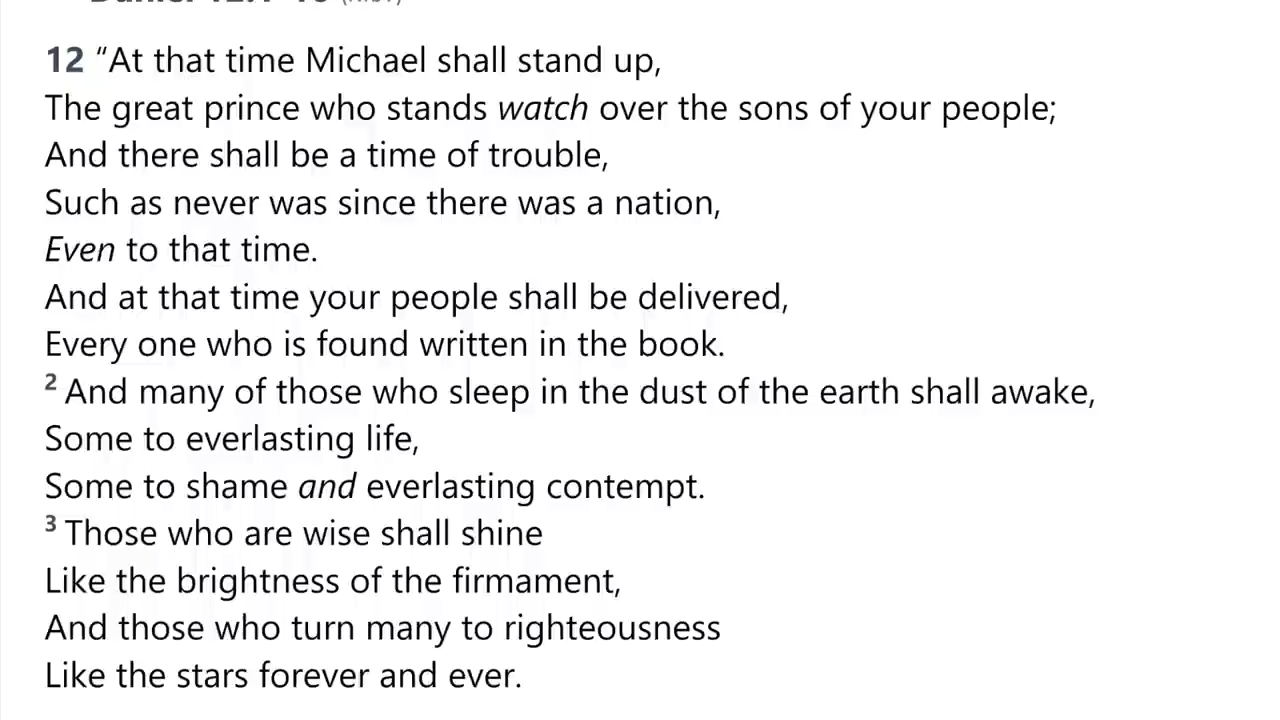 12 “At that time Michael shall stand up,
The great prince who stands watch over the sons of your people;
And there shall be a time of trouble,
Such as never was since there was a nation,
Even to that time.
And at that time your people shall be delivered,
Every one who is found written in the book.
2 And many of those who sleep in the dust of the earth shall awake,
Some to everlasting life,
Some to shame and everlasting contempt.
3 Those who are wise shall shine
Like the brightness of the firmament,
And those who turn many to righteousness
Like the stars forever and ever.